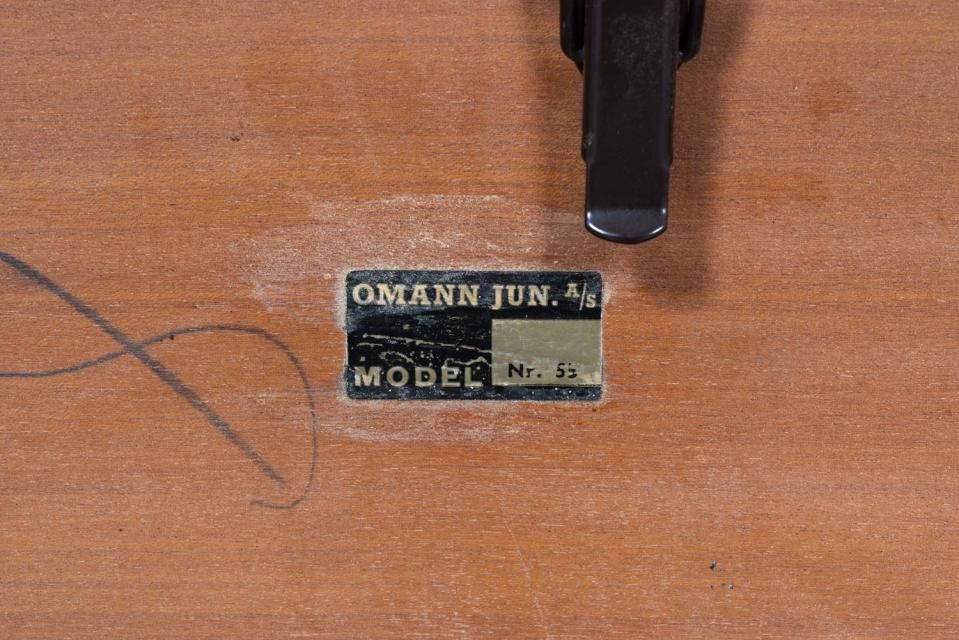 OMANN JUN. A/S
MODEL Nr. 55